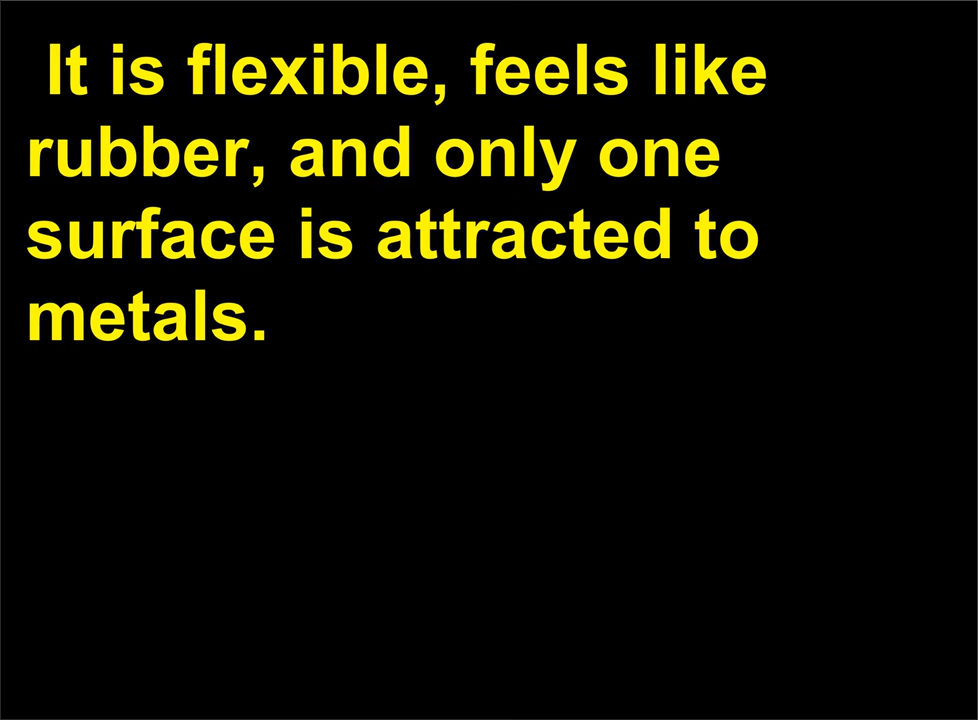 It is flexible, feels like
rubber, and only one
surface is attracted to
metals.